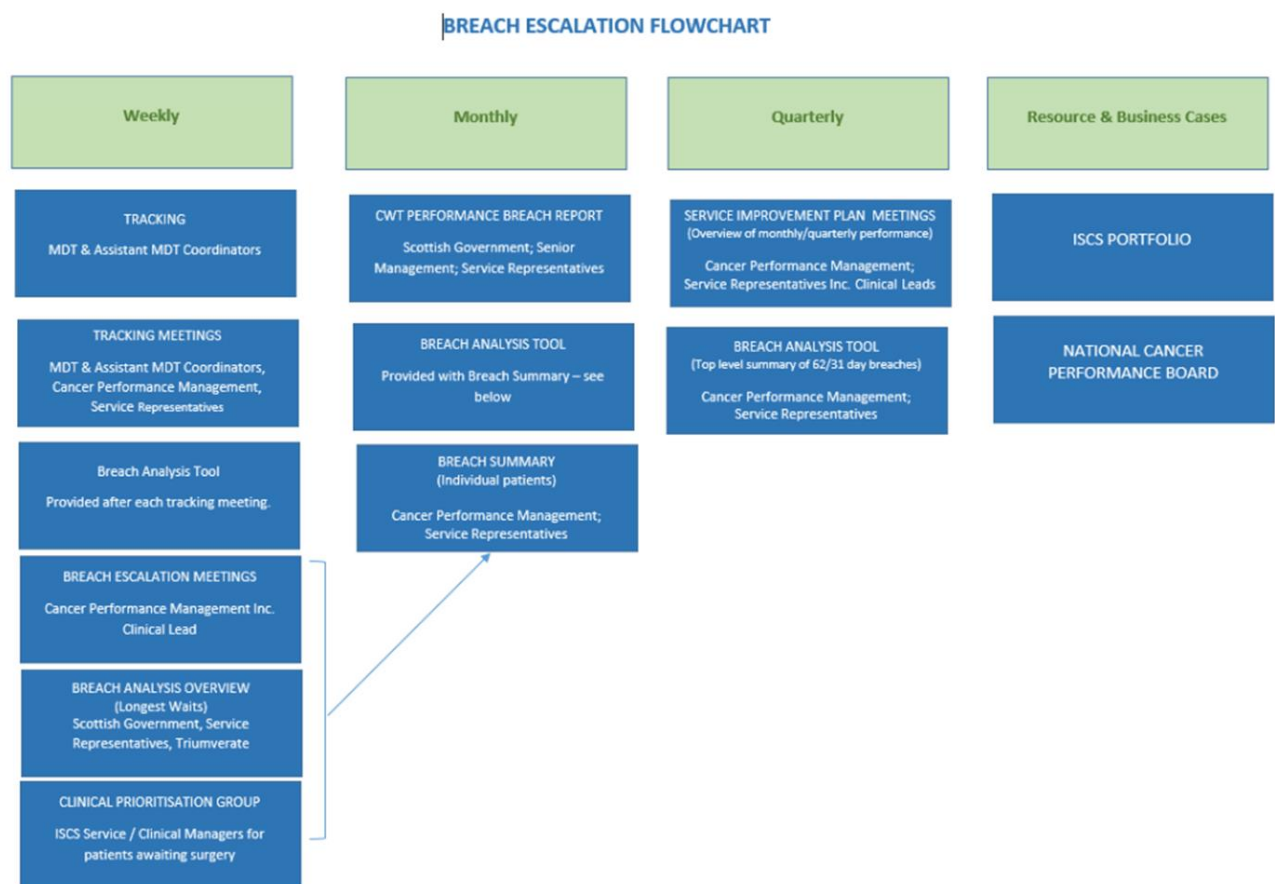 BREACH ESCALATION FLOWCHART
Weekly
TRACKING
MDT & Assistant MDT Coordinators
TRACKING MEETINGS
MDT & Assistant MDT Coordinators,
Cancer Performance Management,
Service Representatives
Breach Analysis Tool
Provided after each tracking meeting.
BREACH ESCALATION MEETINGS
Cancer Performance Management Inc.
Clinical Lead
BREACH ANALYSIS OVERVIEW
(Longest Waits)
Scottish Government, Service
Representatives, Triumverate
CLINICAL PRIORITISATION GROUP
ISCS Service / Clinical Managers for
patients awaiting surgery
Monthly
CWT PERFORMANCE BREACH REPORT
Scottish Government; Senior
Management; Service Representatives
BREACH ANALYSIS TOOL
Provided with Breach Summary – see
below
BREACH SUMMARY
(Individual patients)
Cancer Performance Management;
Service Representatives
Quarterly
SERVICE IMPROVEMENT PLAN MEETINGS
(Overview of monthly/quarterly performance)
Cancer Performance Management;
Service Representatives Inc. Clinical Leads
BREACH ANALYSIS TOOL
(Top level summary of 62/31 day breaches)
Cancer Performance Management;
Service Representatives
Resource & Business Cases
ISCS PORTFOLIO
NATIONAL CANCER
PERFORMANCE BOARD